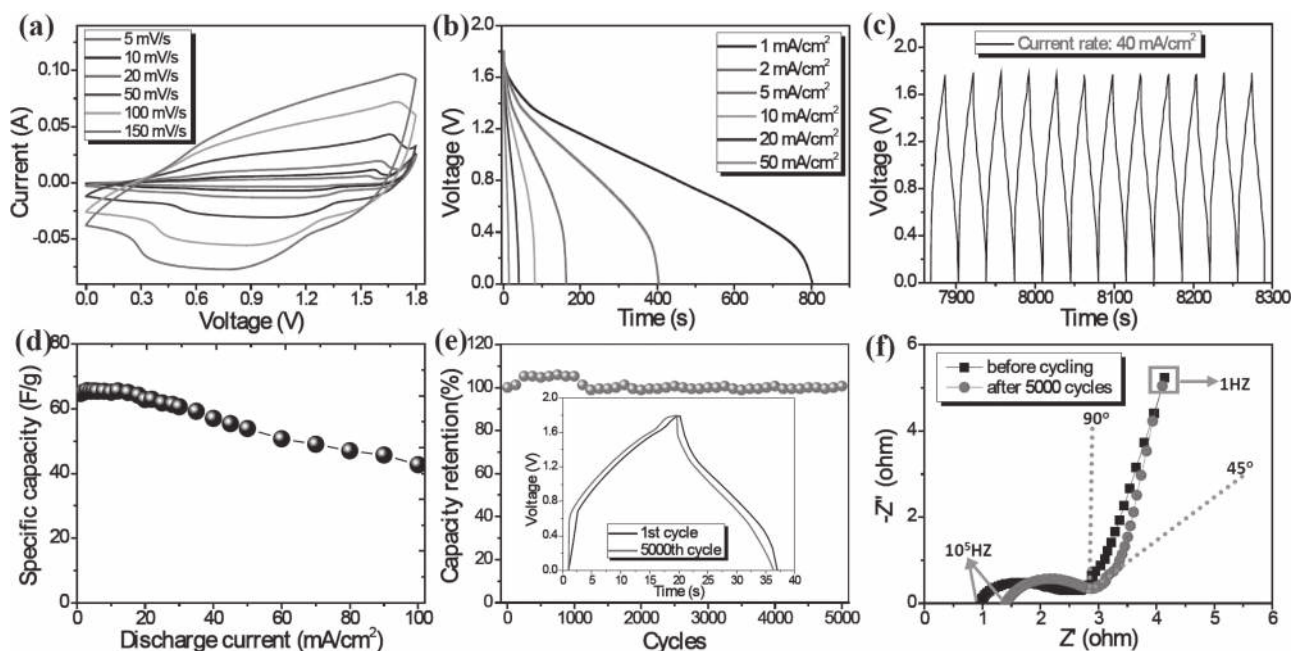 (a)
5 mV/s
10 mV/s
20 mV/s
50 mV/s
100 mV/s
150 mV/s
0.10
0.05
0.00
-0.05
Current (A)
0.0 0.3 0.6 0.9 1.2 1.5 1.8
Voltage (V)
(b)
1 mA/cm²
2 mA/cm²
5 mA/cm²
10 mA/cm²
20 mA/cm²
50 mA/cm²
2.0
1.6
1.2
0.8
0.4
0.0
Voltage (V)
0 200 400 600 800
Time (s)
(c)
Current rate: 40 mA/cm²
2.0
1.6
1.2
0.8
0.4
0.0
Voltage (V)
7900 8000 8100 8200 8300
Time (s)
(d)
80
60
40
20
0
Specific capacity (F/g)
0 20 40 60 80 100
Discharge current (mA/cm²)
(e)
120
100
80
60
40
20
0
Capacity retention(%)
1.8
1.2
0.6
0.0
Voltage (V)
1st cycle
5000th cycle
0 5 10 15 20 25 30 35 40
Time (s)
0 1000 2000 3000 4000 5000
Cycles
(f)
before cycling
after 5000 cycles
1HZ
90°
45°
10⁵HZ
6
4
2
0
-Z'' (ohm)
0 1 2 3 4 5 6
Z' (ohm)